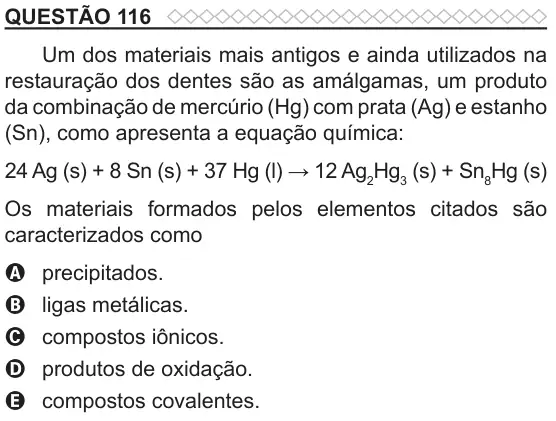 QUESTÃO 116
Um dos materiais mais antigos e ainda utilizados na
restauração dos dentes são as amálgamas, um produto
da combinação de mercúrio (Hg) com prata (Ag) e estanho
(Sn), como apresenta a equação química:
24 Ag (s) + 8 Sn (s) + 37 Hg (l) → 12 Ag₂Hg₃ (s) + Sn₈Hg (s)
Os materiais formados pelos elementos citados são
caracterizados como
A precipitados.
B ligas metálicas.
C compostos iônicos.
D produtos de oxidação.
E compostos covalentes.